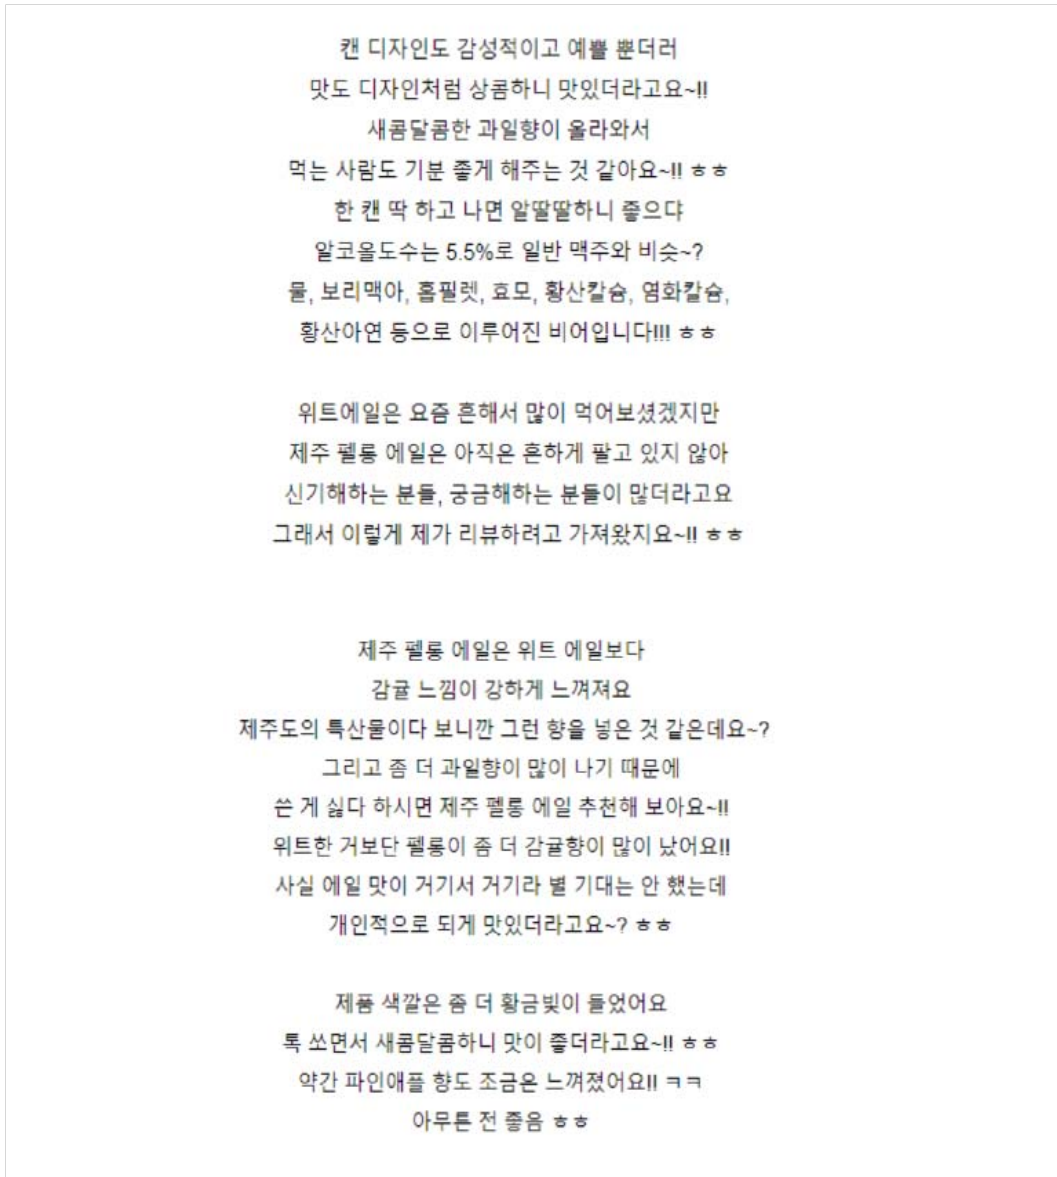 캔 디자인도 감성적이고 예쁠 뿐더러
맛도 디자인처럼 상콤하니 맛있더라고요~!!
새콤달콤한 과일향이 올라와서
먹는 사람도 기분 좋게 해주는 것 같아요~!! ㅎㅎ
한 캔 딱 하고 나면 알딸딸하니 좋으댜
알코올도수는 5.5%로 일반 맥주와 비슷~?
물, 보리맥아, 홉펠렛, 효모, 황산칼슘, 염화칼슘,
황산아연 등으로 이루어진 비어입니다!!! ㅎㅎ
위트에일은 요즘 흔해서 많이 먹어보셨겠지만
제주 펠롱 에일은 아직은 흔하게 팔고 있지 않아
신기해하는 분들, 궁금해하는 분들이 많더라고요
그래서 이렇게 제가 리뷰하려고 가져왔지요~!! ㅎㅎ
제주 펠롱 에일은 위트 에일보다
감귤 느낌이 강하게 느껴져요
제주도의 특산물이다 보니깐 그런 향을 넣은 것 같은데요~?
그리고 좀 더 과일향이 많이 나기 때문에
쓴 게 싫다 하시면 제주 펠롱 에일 추천해 보아요~!!
위트한 거보단 펠롱이 좀 더 감귤향이 많이 났어요!!
사실 에일 맛이 거기서 거기라 별 기대는 안 했는데
개인적으로 되게 맛있더라고요~? ㅎㅎ
제품 색깔은 좀 더 황금빛이 들었어요
톡 쏘면서 새콤달콤하니 맛이 좋더라고요~!! ㅎㅎ
약간 파인애플 향도 조금은 느껴졌어요!! ㅋㅋ
아무튼 전 좋음 ㅎㅎ